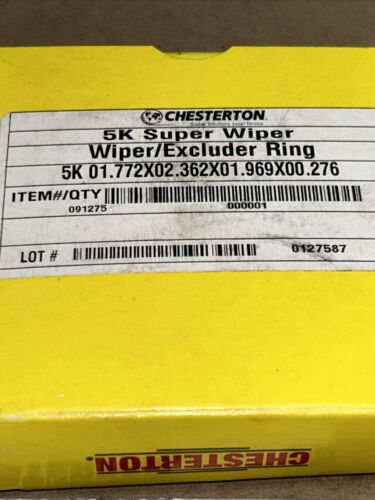 CHESTERTON
Global Solutions, Local Service
5K Super Wiper
Wiper/Excluder Ring
5K 01.772X02.362X01.969X00.276
ITEM#/QTY
091275 000001
LOT # 0127587
CHESTERTON